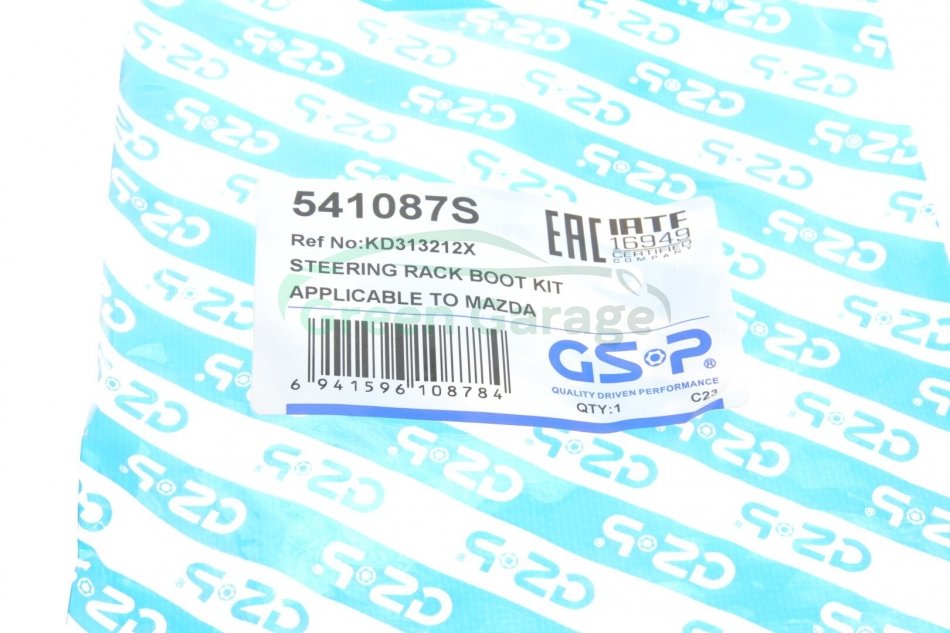 541087S
EAC
IATF
16949
CERTIFIED
COMPANY
Ref No:KD313212X
STEERING RACK BOOT KIT
APPLICABLE TO MAZDA
Green Garage
6 941596 108784
GSP®
QUALITY DRIVEN PERFORMANCE
QTY:1
C23